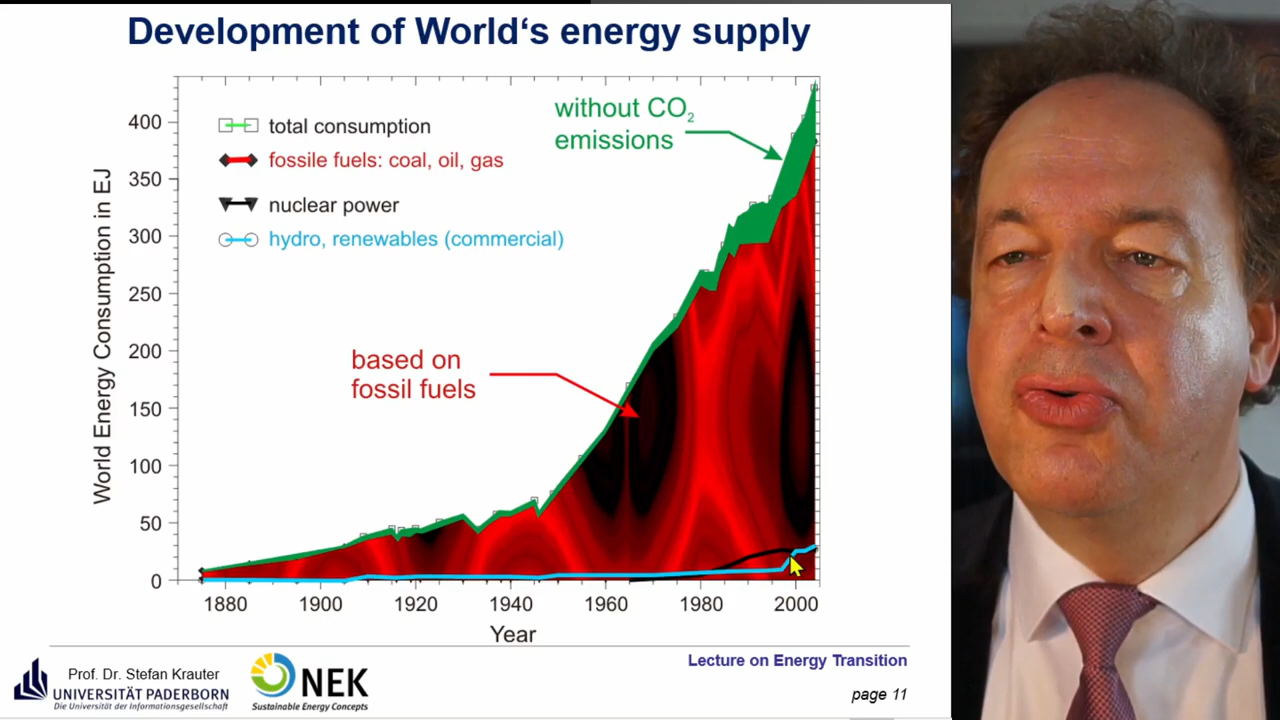 Development of World‘s energy supply
without CO2
emissions
total consumption
fossile fuels: coal, oil, gas
nuclear power
hydro, renewables (commercial)
based on
fossil fuels
World Energy Consumption in EJ
400
350
300
250
200
150
100
50
0
1880 1900 1920 1940 1960 1980 2000
Year
Prof. Dr. Stefan Krauter
UNIVERSITÄT PADERBORN
Die Universität der Informationsgesellschaft
NEK
Sustainable Energy Concepts
Lecture on Energy Transition
page 11